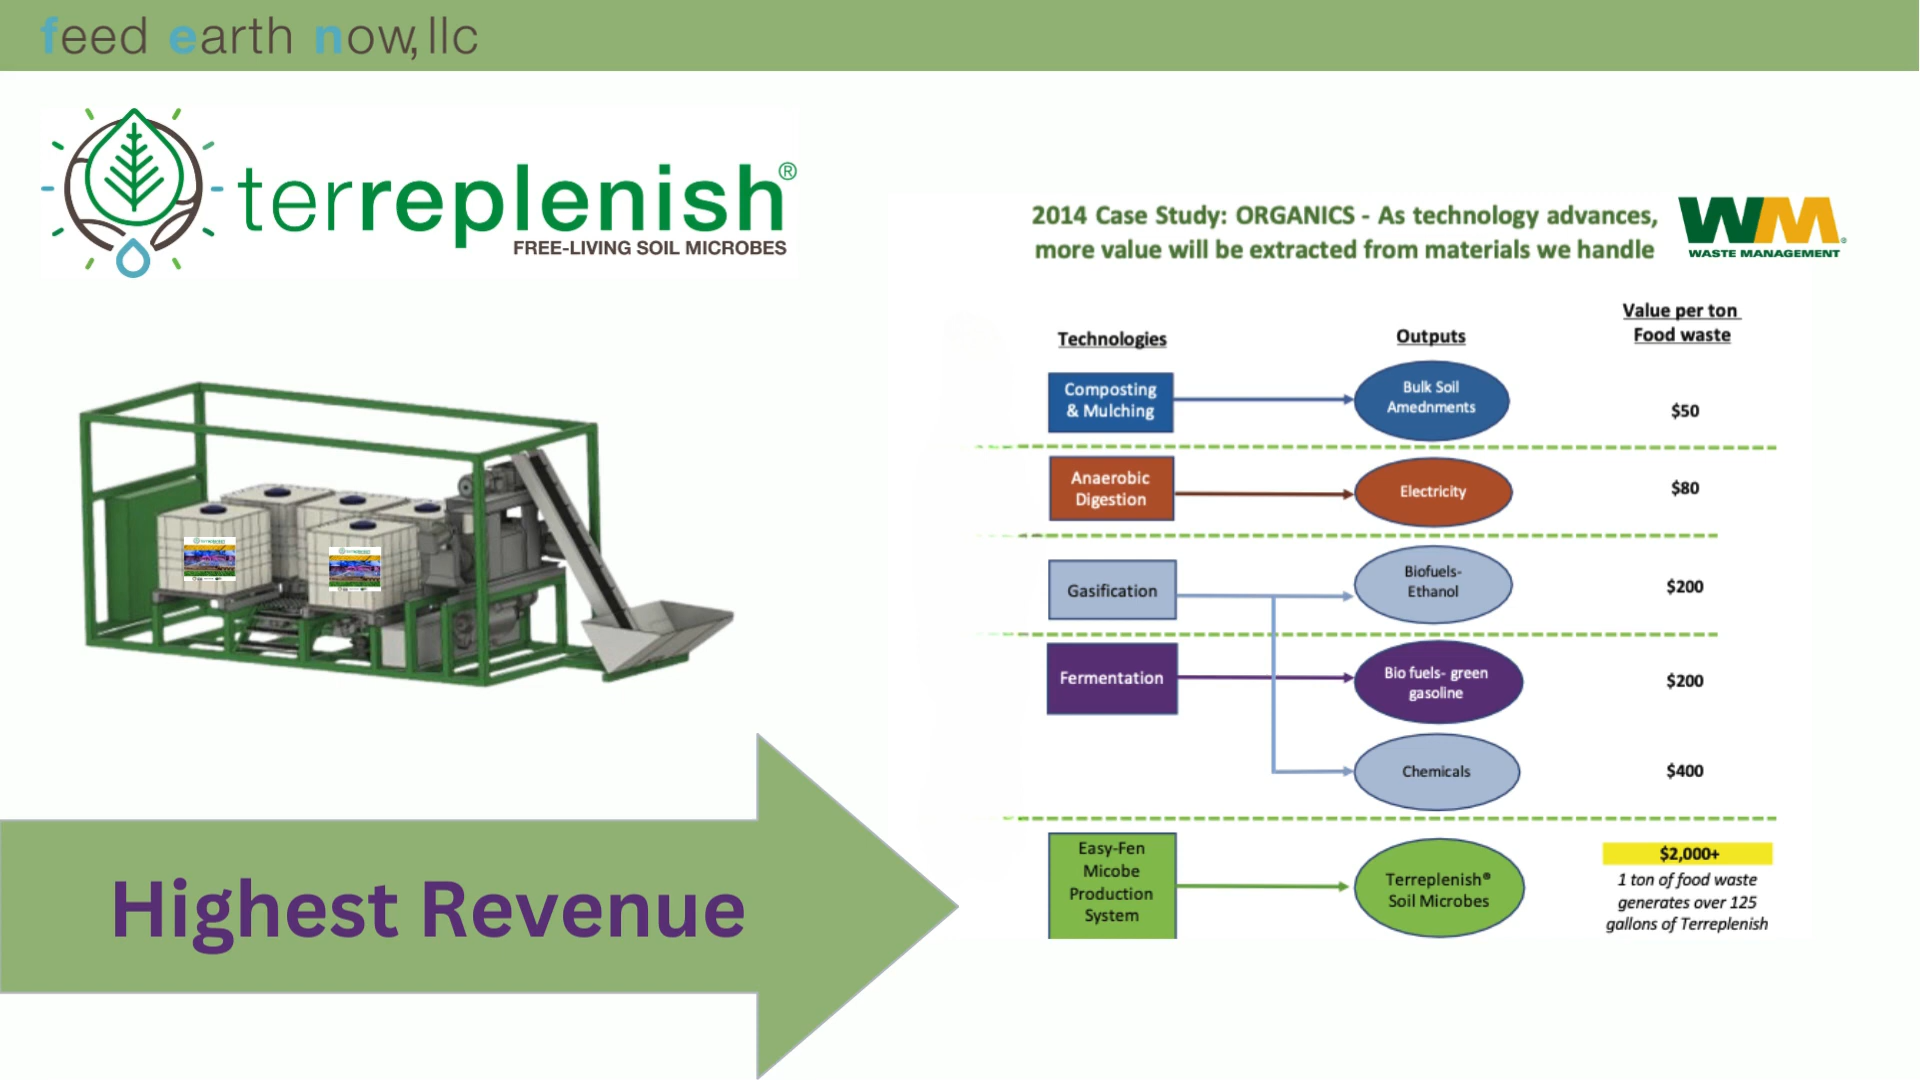 feed earth now, llc
terreplenish®
FREE-LIVING SOIL MICROBES
2014 Case Study: ORGANICS - As technology advances,
more value will be extracted from materials we handle
WM
WASTE MANAGEMENT
Technologies
Outputs
Value per ton
Food waste
Composting
& Mulching
Bulk Soil
Amednments
$50
Anaerobic
Digestion
Electricity
$80
Gasification
Biofuels-
Ethanol
$200
Fermentation
Bio fuels- green
gasoline
$200
Chemicals
$400
Easy-Fen
Micobe
Production
System
Terreplenish®
Soil Microbes
$2,000+
1 ton of food waste
generates over 125
gallons of Terreplenish
Highest Revenue
terreplenish
terreplenish